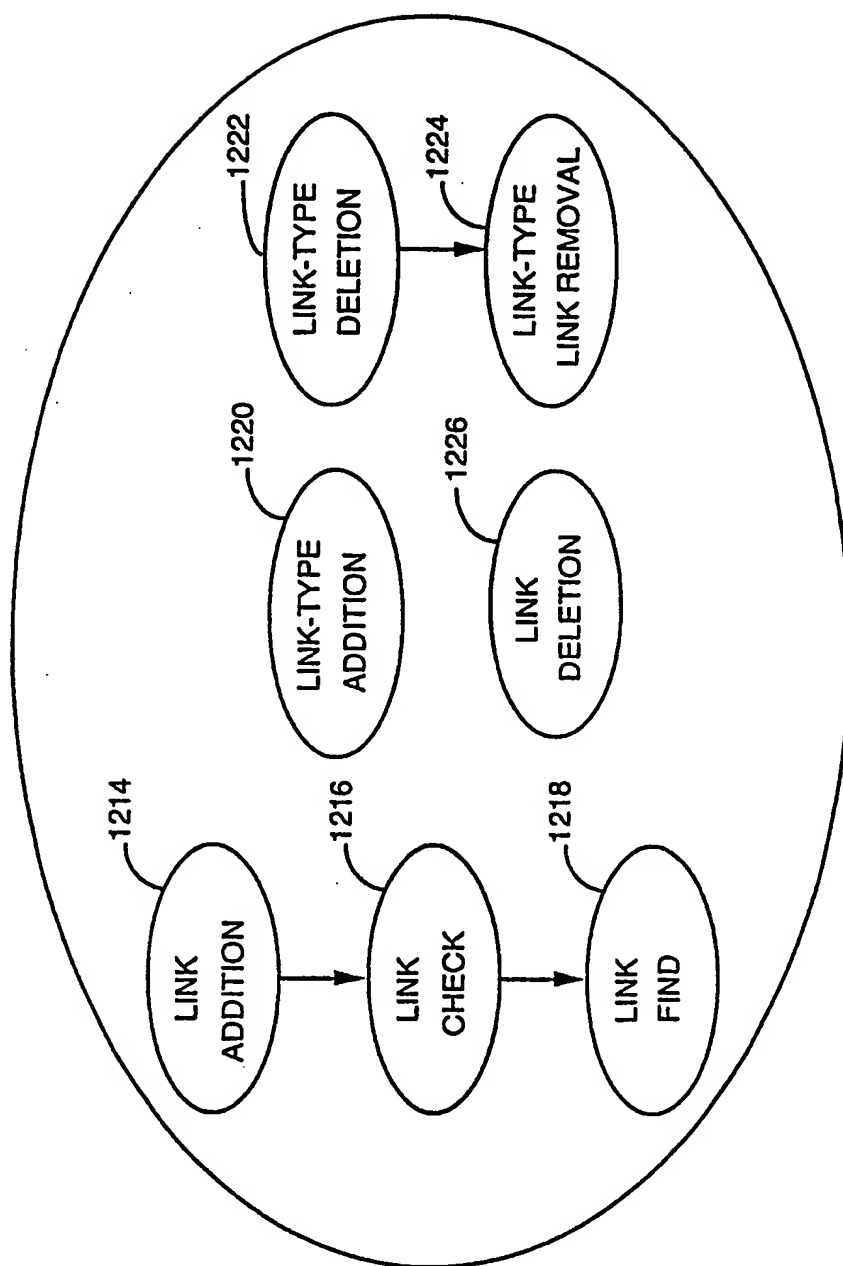 1214
LINK
ADDITION
1216
LINK
CHECK
1218
LINK
FIND
1220
LINK-TYPE
ADDITION
1226
LINK
DELETION
1222
LINK-TYPE
DELETION
1224
LINK-TYPE
LINK REMOVAL